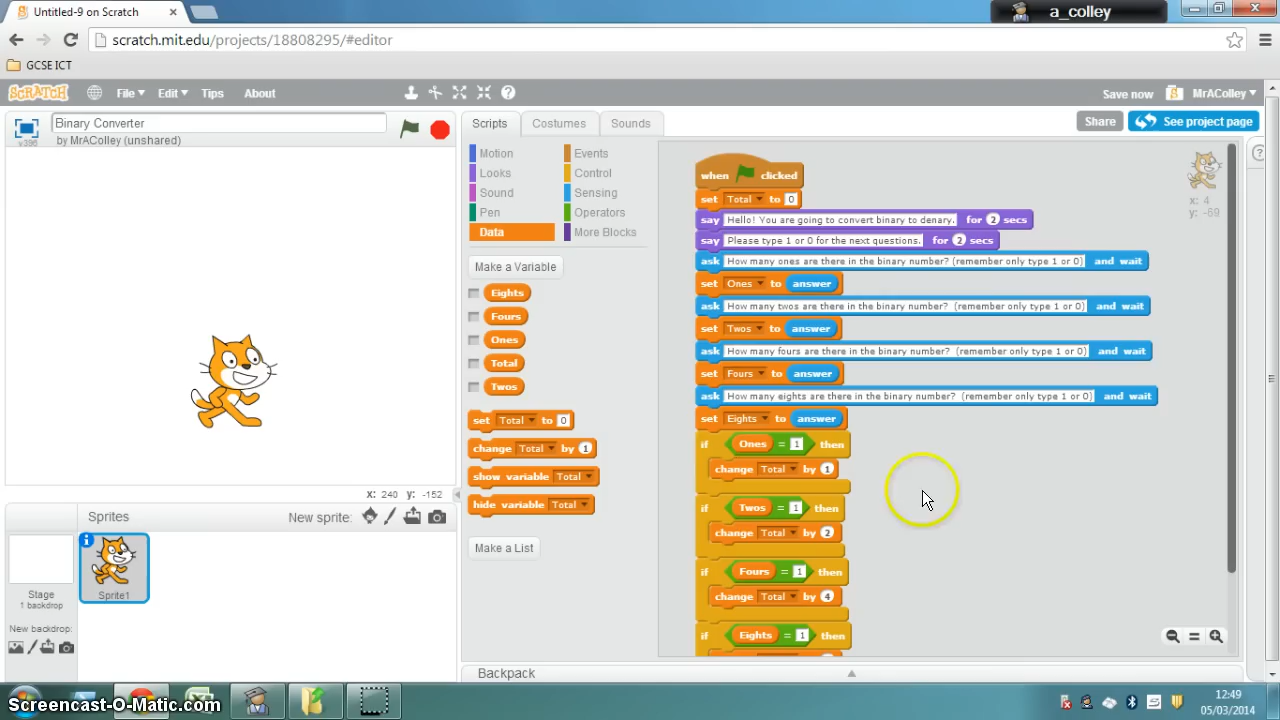 Untitled-9 on Scratch
a_colley
scratch.mit.edu/projects/18808295/#editor
GCSE ICT
SCRATCH File Edit Tips About Save now MrAColley
Binary Converter
by MrAColley (unshared)
v396
Scripts Costumes Sounds
Share See project page
Motion Events
Looks Control
Sound Sensing
Pen Operators
Data More Blocks
Make a Variable
Eights
Fours
Ones
Total
Twos
set Total to 0
change Total by 1
show variable Total
hide variable Total
Make a List
when clicked
set Total to 0
say Hello! You are going to convert binary to denary. for 2 secs
say Please type 1 or 0 for the next questions. for 2 secs
ask How many ones are there in the binary number? (remember only type 1 or 0) and wait
set Ones to answer
ask How many twos are there in the binary number? (remember only type 1 or 0) and wait
set Twos to answer
ask How many fours are there in the binary number? (remember only type 1 or 0) and wait
set Fours to answer
ask How many eights are there in the binary number? (remember only type 1 or 0) and wait
set Eights to answer
if Ones = 1 then
change Total by 1
if Twos = 1 then
change Total by 2
if Fours = 1 then
change Total by 4
if Eights = 1 then
x: 4
y: -69
x: 240 y: -152
Sprites New sprite:
Stage
1 backdrop
Sprite1
New backdrop:
Backpack
Screencast-O-Matic.com
12:49
05/03/2014